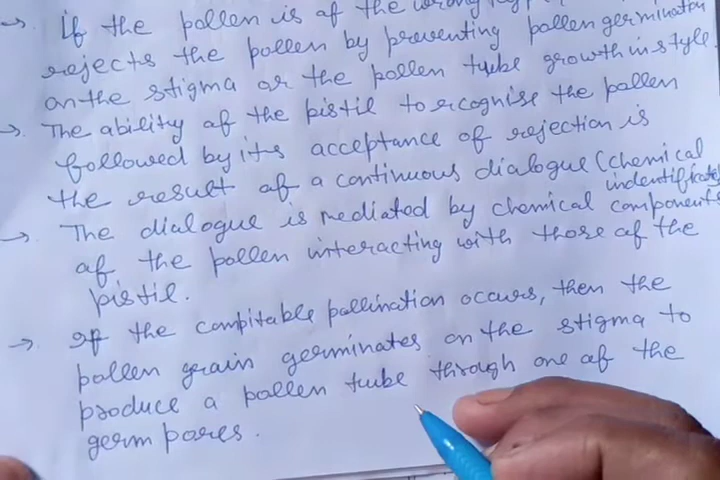 → If the pollen is of the wrong
rejects the pollen by preventing pollen germination
on the stigma or the pollen tube growth in style
→ The ability of the pistil to recognise the pollen
followed by its acceptance of rejection is
the result of a continuous dialogue (chemical
indentificate
→ The dialogue is mediated by chemical components
of the pollen interacting with those of the
pistil.
→ If the compitable pollination occurs, then the
pollen grain germinates on the stigma to
produce a pollen tube through one of the
germ pores.